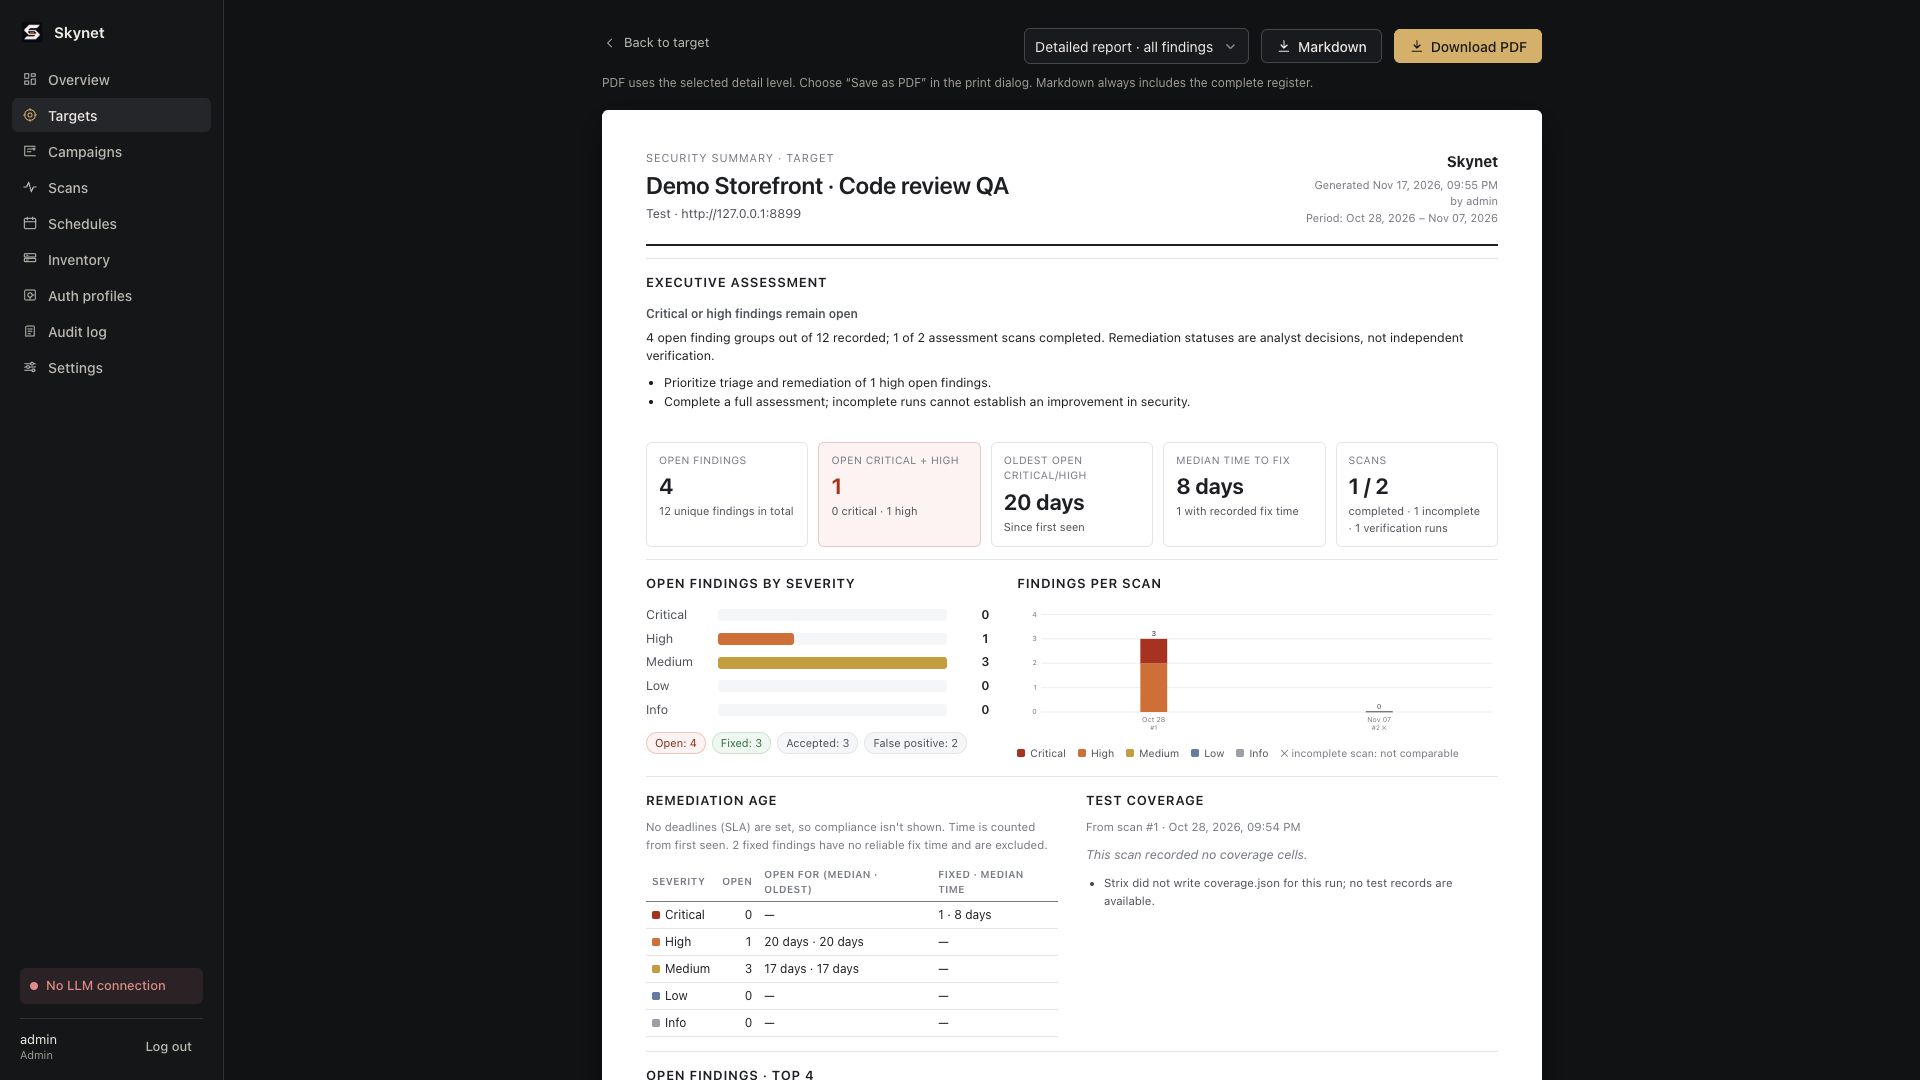 Skynet
Overview
Targets
Campaigns
Scans
Schedules
Inventory
Auth profiles
Audit log
Settings
No LLM connection
admin
Admin
Log out
Back to target
Detailed report · all findings
Markdown
Download PDF
PDF uses the selected detail level. Choose “Save as PDF” in the print dialog. Markdown always includes the complete register.
SECURITY SUMMARY · TARGET
Demo Storefront · Code review QA
Test · http://127.0.0.1:8899
Skynet
Generated Nov 17, 2026, 09:55 PM
by admin
Period: Oct 28, 2026 – Nov 07, 2026
EXECUTIVE ASSESSMENT
Critical or high findings remain open
4 open finding groups out of 12 recorded; 1 of 2 assessment scans completed. Remediation statuses are analyst decisions, not independent
verification.
• Prioritize triage and remediation of 1 high open findings.
• Complete a full assessment; incomplete runs cannot establish an improvement in security.
OPEN FINDINGS
4
12 unique findings in total
OPEN CRITICAL + HIGH
1
0 critical · 1 high
OLDEST OPEN
CRITICAL/HIGH
20 days
Since first seen
MEDIAN TIME TO FIX
8 days
1 with recorded fix time
SCANS
1 / 2
completed · 1 incomplete
· 1 verification runs
OPEN FINDINGS BY SEVERITY
Critical 0
High 1
Medium 3
Low 0
Info 0
Open: 4 Fixed: 3 Accepted: 3 False positive: 2
FINDINGS PER SCAN
4
3
2
1
0
3
0
Oct 28
#1
Nov 07
#2 ✕
Critical High Medium Low Info ✕ incomplete scan: not comparable
REMEDIATION AGE
No deadlines (SLA) are set, so compliance isn't shown. Time is counted
from first seen. 2 fixed findings have no reliable fix time and are excluded.
SEVERITY OPEN OPEN FOR (MEDIAN · OLDEST) FIXED · MEDIAN TIME
Critical 0 — 1 · 8 days
High 1 20 days · 20 days —
Medium 3 17 days · 17 days —
Low 0 — —
Info 0 — —
TEST COVERAGE
From scan #1 · Oct 28, 2026, 09:54 PM
This scan recorded no coverage cells.
• Strix did not write coverage.json for this run; no test records are
available.
OPEN FINDINGS · TOP 4